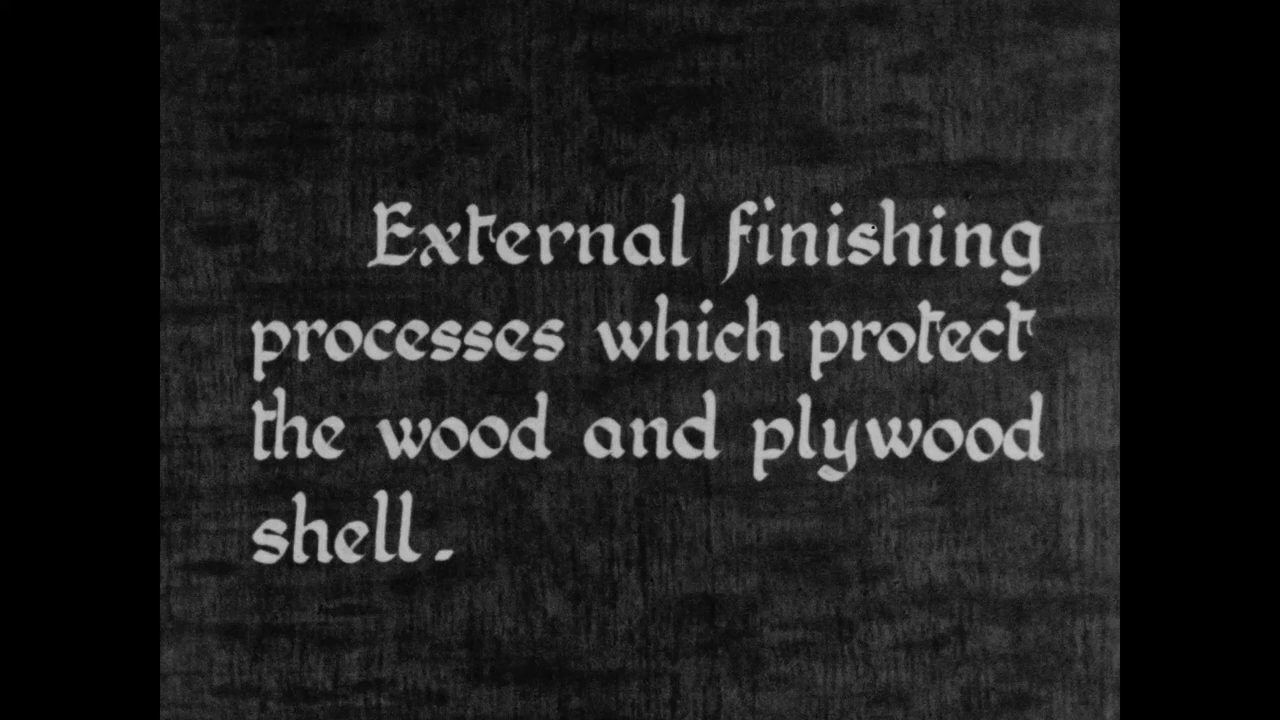 External finishing
processes which protect
the wood and plywood
shell.